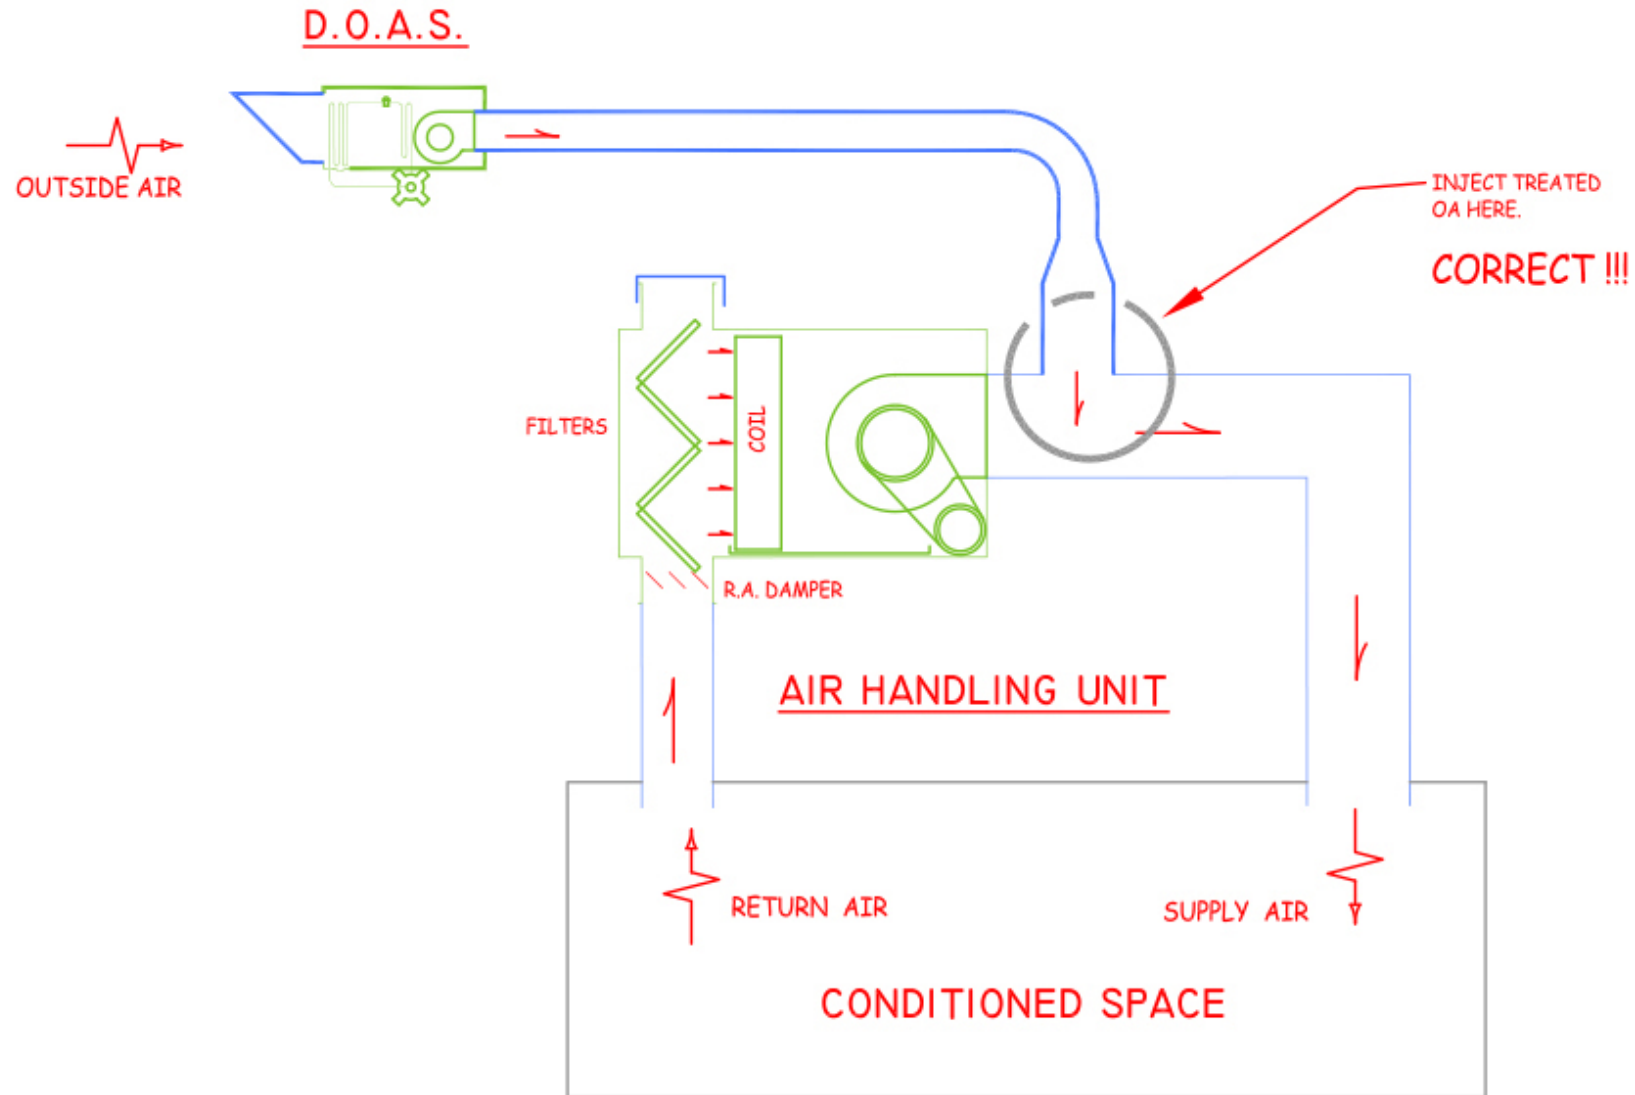 D.O.A.S.
OUTSIDE AIR
INJECT TREATED
OA HERE.
CORRECT !!!
FILTERS
COIL
R.A. DAMPER
AIR HANDLING UNIT
RETURN AIR
SUPPLY AIR
CONDITIONED SPACE